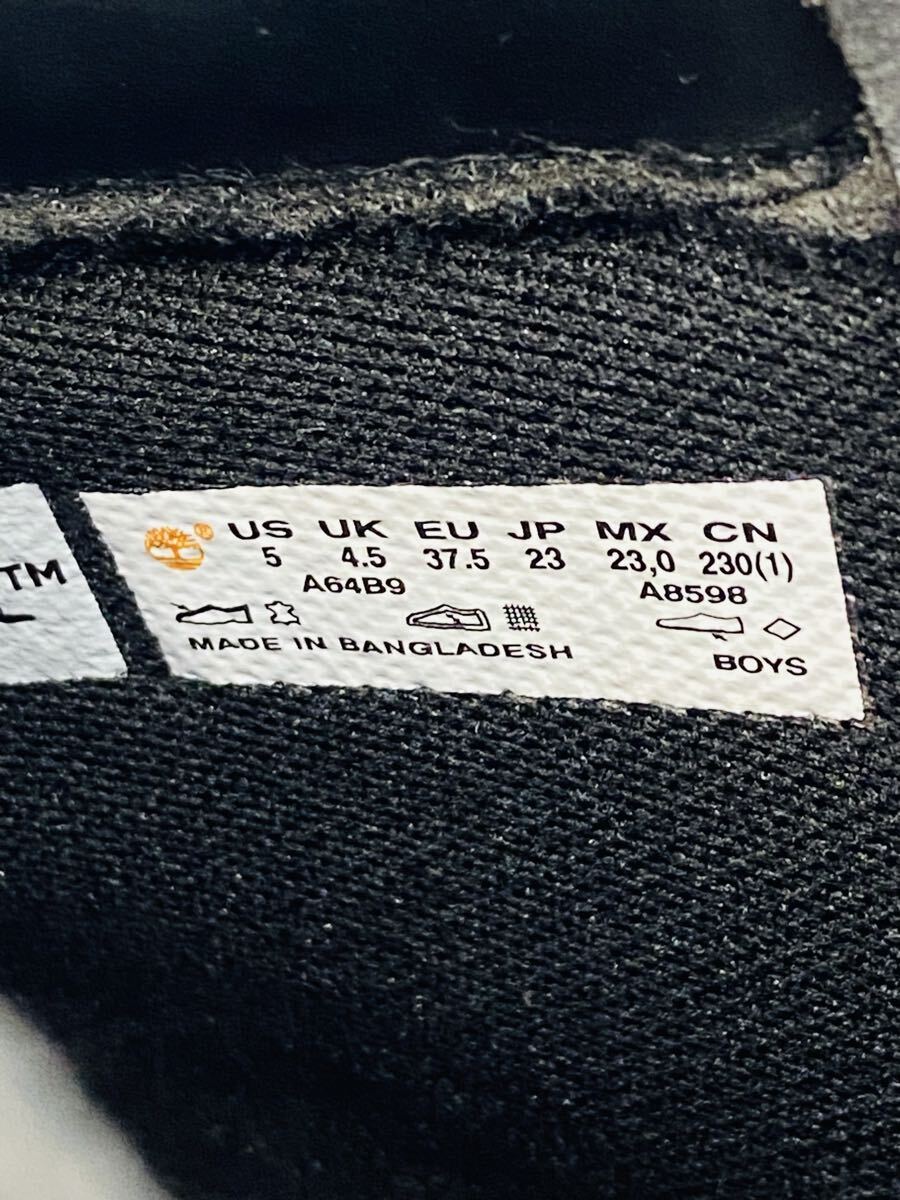 TM
L
® US UK EU JP MX CN
5 4.5 37.5 23 23,0 230(1)
A64B9 A8598
MADE IN BANGLADESH BOYS